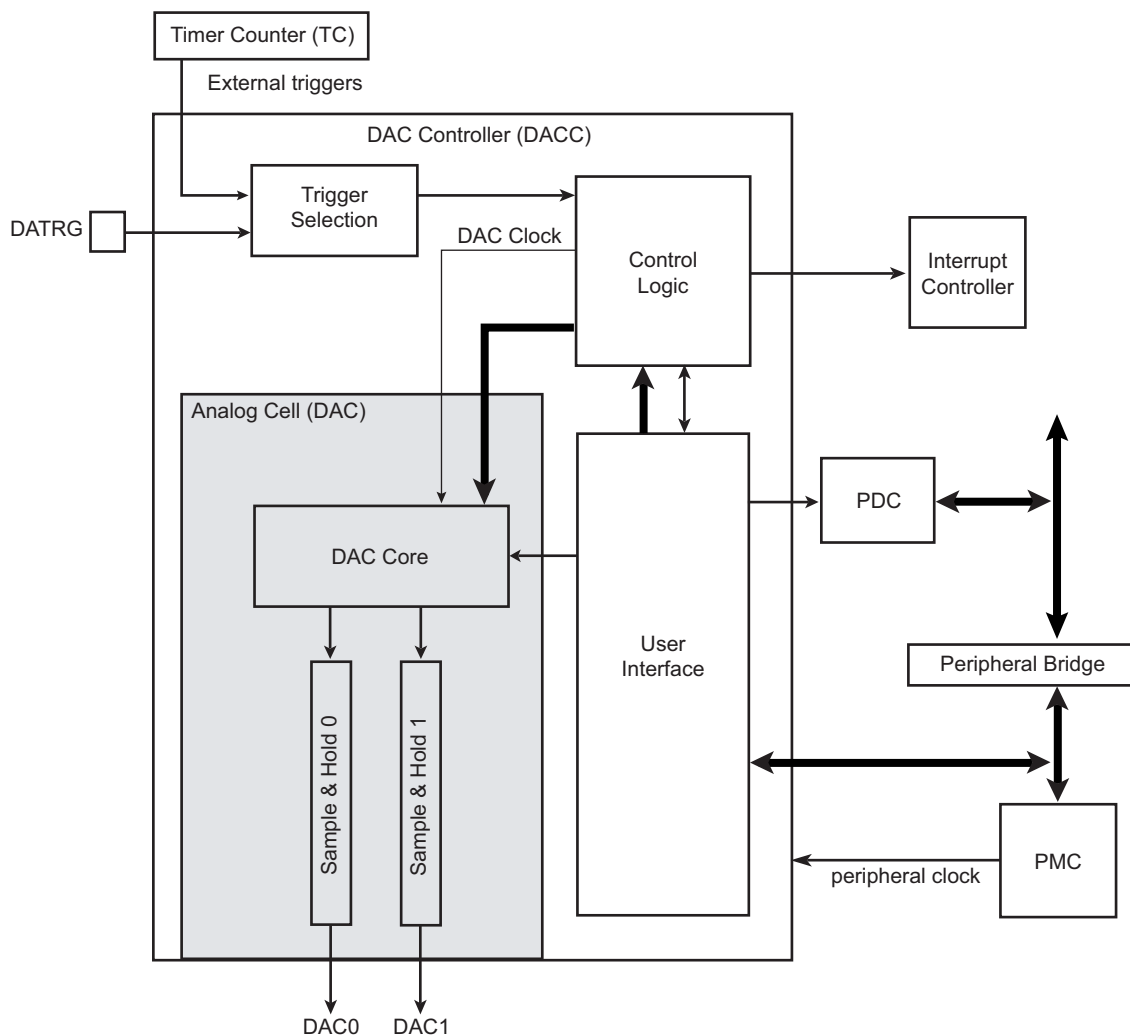 Timer Counter (TC)
External triggers
DAC Controller (DACC)
Trigger
Selection
DATRG
DAC Clock
Control
Logic
Interrupt
Controller
Analog Cell (DAC)
PDC
DAC Core
User
Interface
Peripheral Bridge
Sample & Hold 0
Sample & Hold 1
PMC
peripheral clock
DAC0
DAC1